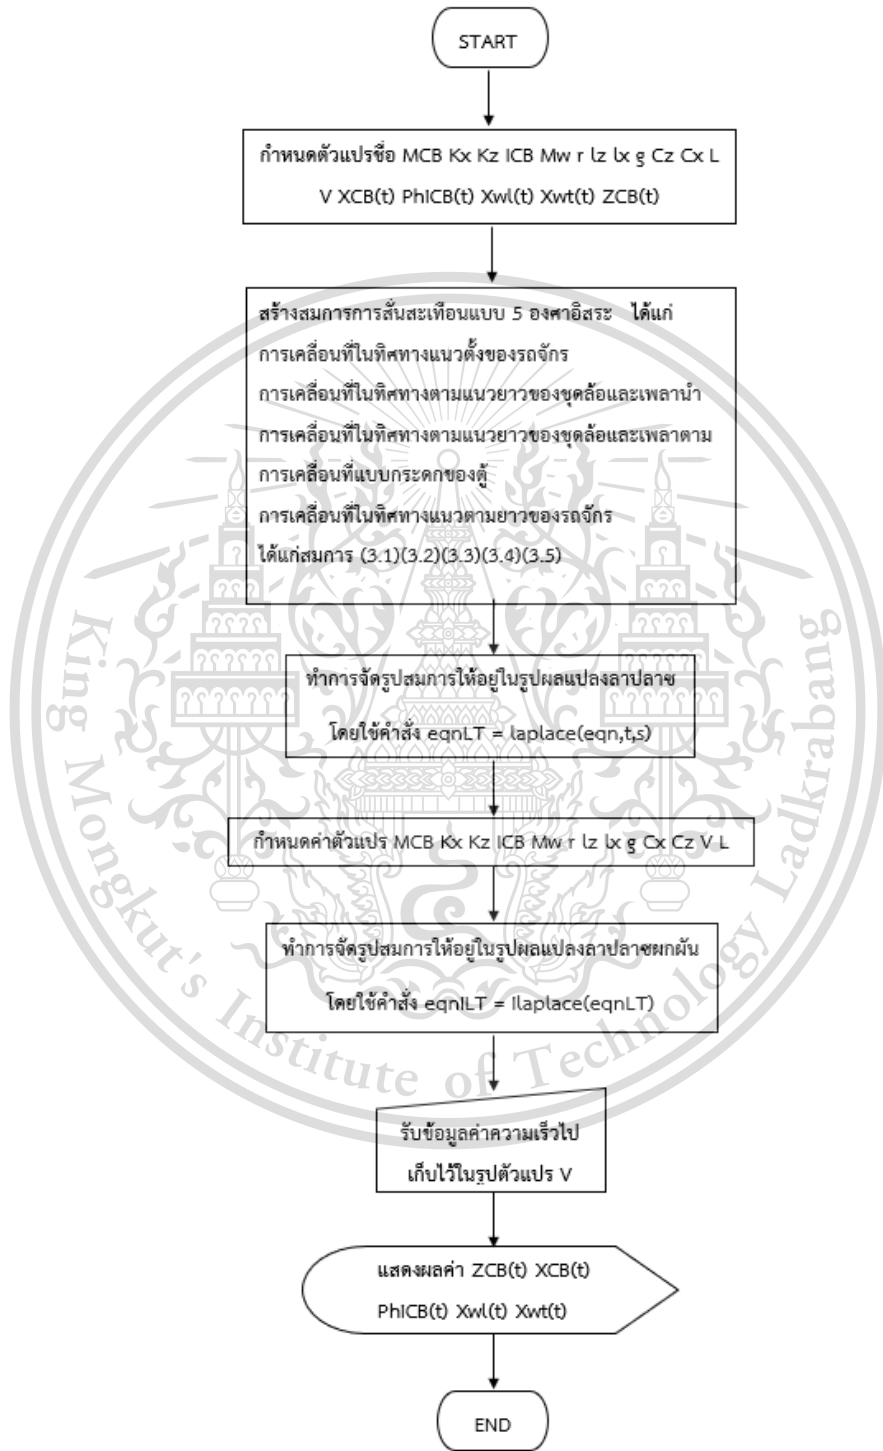 START
กำหนดตัวแปรชื่อ MCB Kx Kz ICB Mw r lz lx g Cz Cx L
V XCB(t) PhICB(t) Xwl(t) Xwt(t) ZCB(t)
สร้างสมการการสั่นสะเทือนแบบ 5 องศาอิสระ ได้แก่
การเคลื่อนที่ในทิศทางแนวตั้งของรถจักร
การเคลื่อนที่ในทิศทางตามแนวยาวของชุดล้อและเพลานำ
การเคลื่อนที่ในทิศทางตามแนวยาวของชุดล้อและเพลาตาม
การเคลื่อนที่แบบกระดกของตู้
การเคลื่อนที่ในทิศทางแนวตามยาวของรถจักร
ได้แก่สมการ (3.1)(3.2)(3.3)(3.4)(3.5)
ทำการจัดรูปสมการให้อยู่ในรูปผลแปลงลาปลาซ
โดยใช้คำสั่ง eqnLT = laplace(eqn,t,s)
กำหนดค่าตัวแปร MCB Kx Kz ICB Mw r lz lx g Cx Cz V L
ทำการจัดรูปสมการให้อยู่ในรูปผลแปลงลาปลาซผกผัน
โดยใช้คำสั่ง eqnILT = Ilaplace(eqnLT)
รับข้อมูลค่าความเร็วไป
เก็บไว้ในรูปตัวแปร V
แสดงผลค่า ZCB(t) XCB(t)
PhICB(t) Xwl(t) Xwt(t)
END
King Mongkut's Institute of Technology Ladkrabang